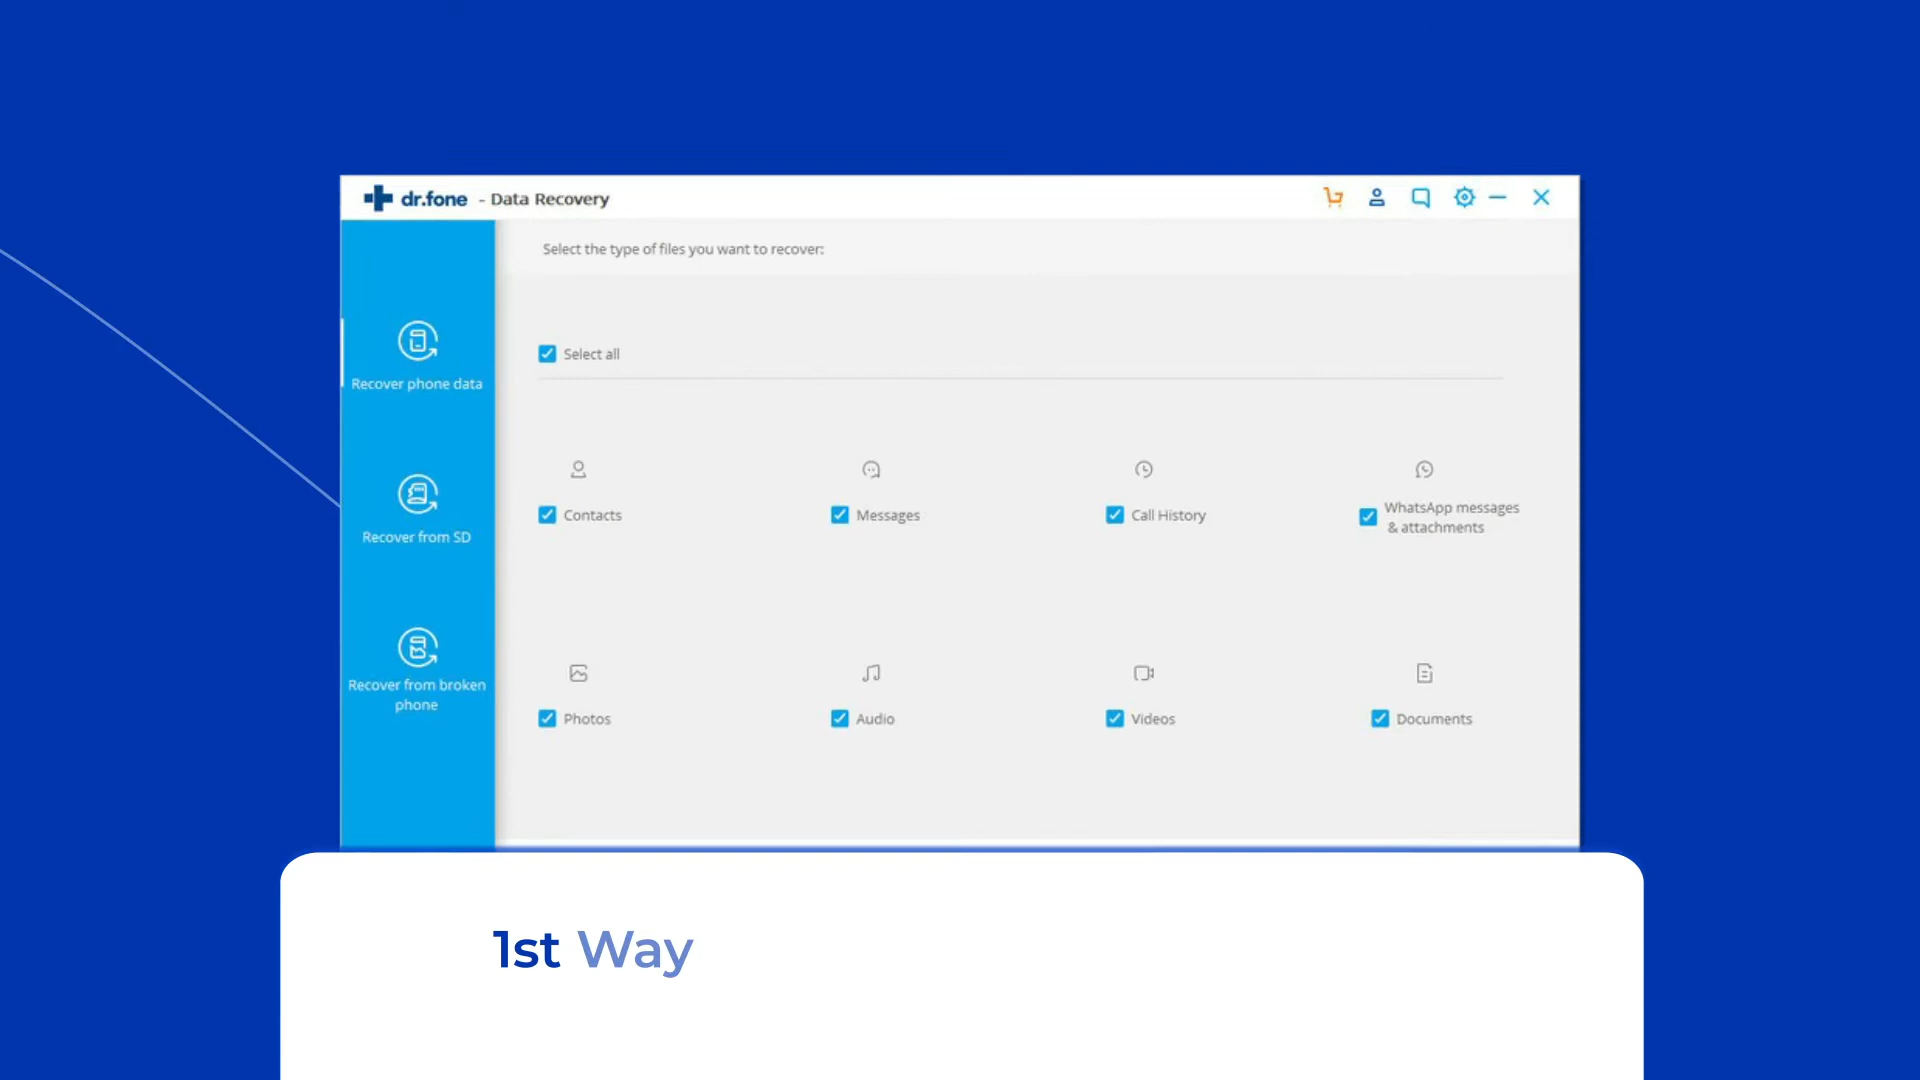 dr.fone - Data Recovery
Select the type of files you want to recover:
Select all
Recover phone data
Contacts
Messages
Call History
WhatsApp messages
& attachments
Recover from SD
Recover from broken
phone
Photos
Audio
Videos
Documents
1st Way